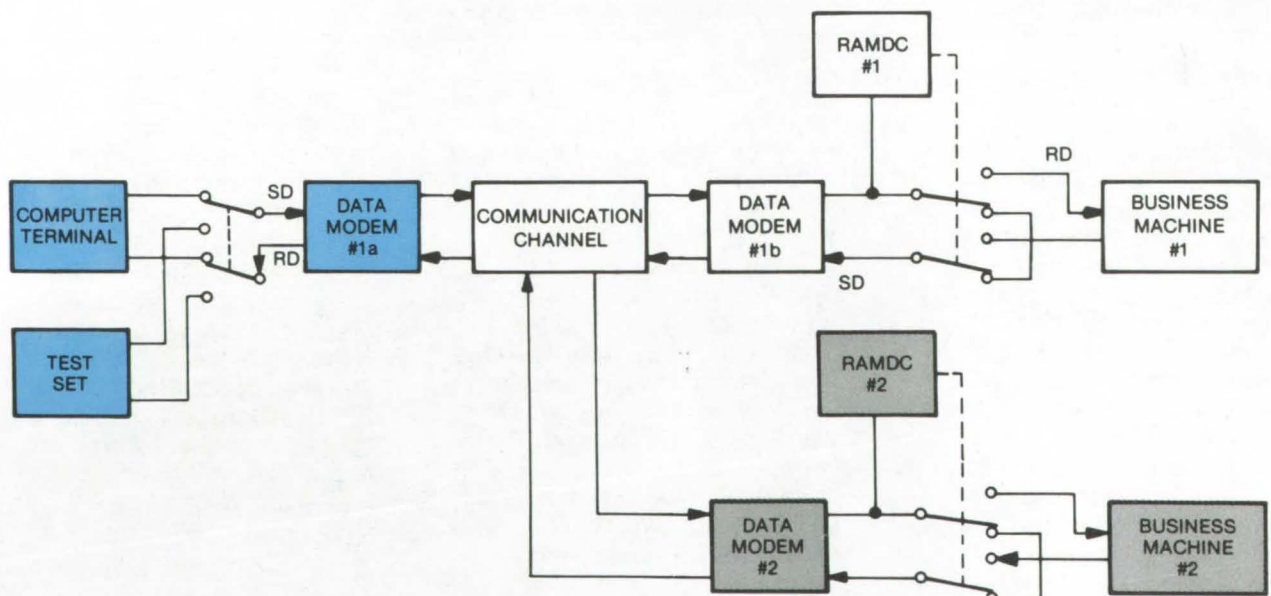 RAMDC
#1
RD
SD
COMPUTER
TERMINAL
DATA
MODEM
#1a
COMMUNICATION
CHANNEL
DATA
MODEM
#1b
BUSINESS
MACHINE
#1
RD
SD
TEST
SET
RAMDC
#2
DATA
MODEM
#2
BUSINESS
MACHINE
#2